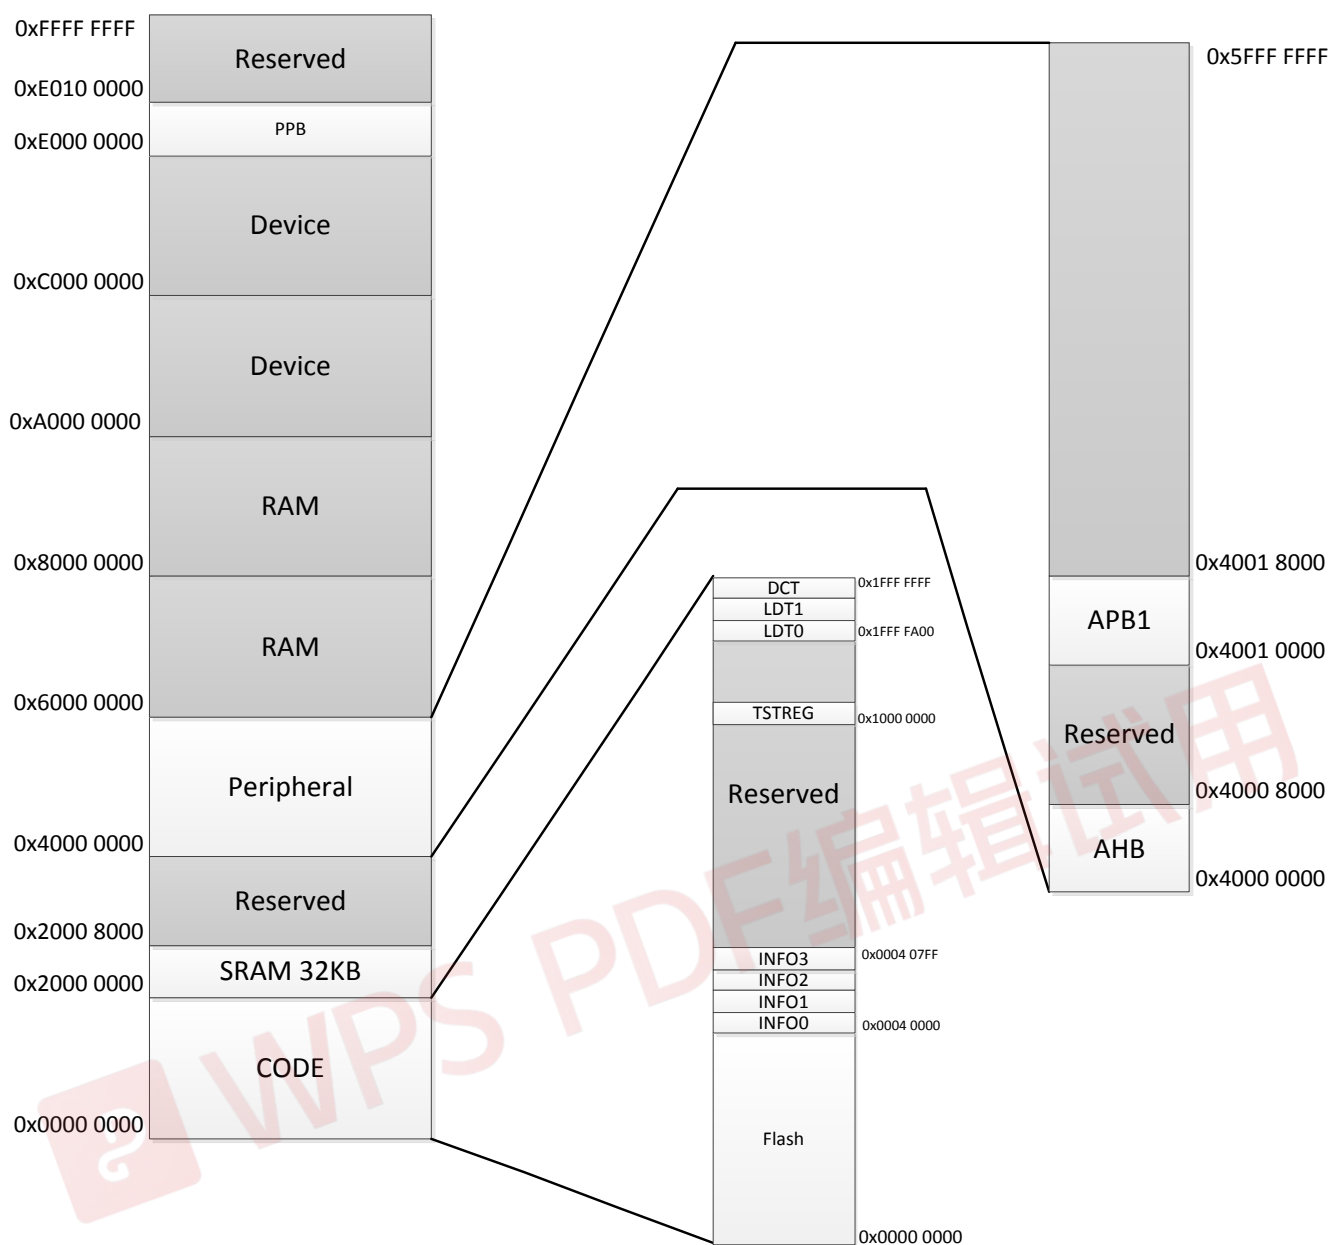 0xFFFF FFFF
Reserved
0xE010 0000
PPB
0xE000 0000
Device
0xC000 0000
Device
0xA000 0000
RAM
0x8000 0000
RAM
0x6000 0000
Peripheral
0x4000 0000
Reserved
0x2000 8000
SRAM 32KB
0x2000 0000
CODE
0x0000 0000
DCT
0x1FFF FFFF
LDT1
LDT0
0x1FFF FA00
TSTREG
0x1000 0000
Reserved
INFO3
0x0004 07FF
INFO2
INFO1
INFO0
0x0004 0000
Flash
0x0000 0000
0x5FFF FFFF
0x4001 8000
APB1
0x4001 0000
Reserved
0x4000 8000
AHB
0x4000 0000
WPS PDF编辑试用